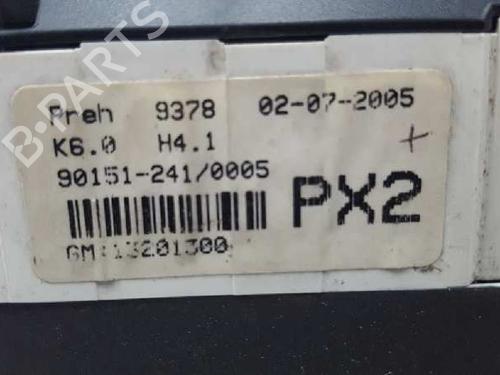 Preh 9378 02-07-2005
K6.0 H4.1
90151-241/0005
PX2
GM:13201300
B-PARTS